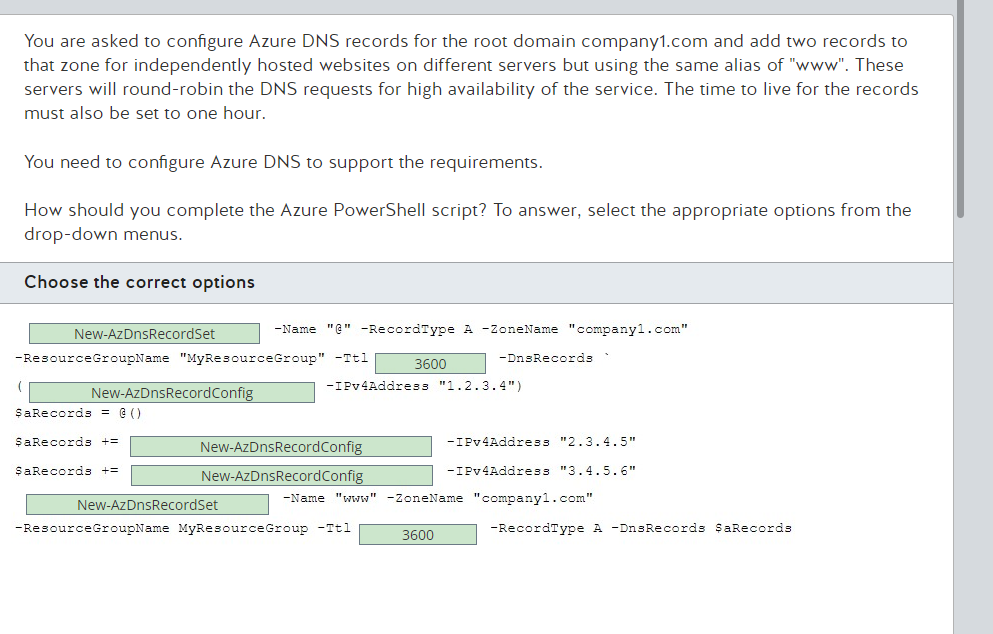 You are asked to configure Azure DNS records for the root domain company1.com and add two records to
that zone for independently hosted websites on different servers but using the same alias of "www". These
servers will round-robin the DNS requests for high availability of the service. The time to live for the records
must also be set to one hour.
You need to configure Azure DNS to support the requirements.
How should you complete the Azure PowerShell script? To answer, select the appropriate options from the
drop-down menus.
Choose the correct options
New-AzDnsRecordSet -Name "@" -RecordType A -ZoneName "company1.com"
-ResourceGroupName "MyResourceGroup" -Ttl 3600 -DnsRecords `
( New-AzDnsRecordConfig -IPv4Address "1.2.3.4")
$aRecords = @()
$aRecords += New-AzDnsRecordConfig -IPv4Address "2.3.4.5"
$aRecords += New-AzDnsRecordConfig -IPv4Address "3.4.5.6"
New-AzDnsRecordSet -Name "www" -ZoneName "company1.com"
-ResourceGroupName MyResourceGroup -Ttl 3600 -RecordType A -DnsRecords $aRecords